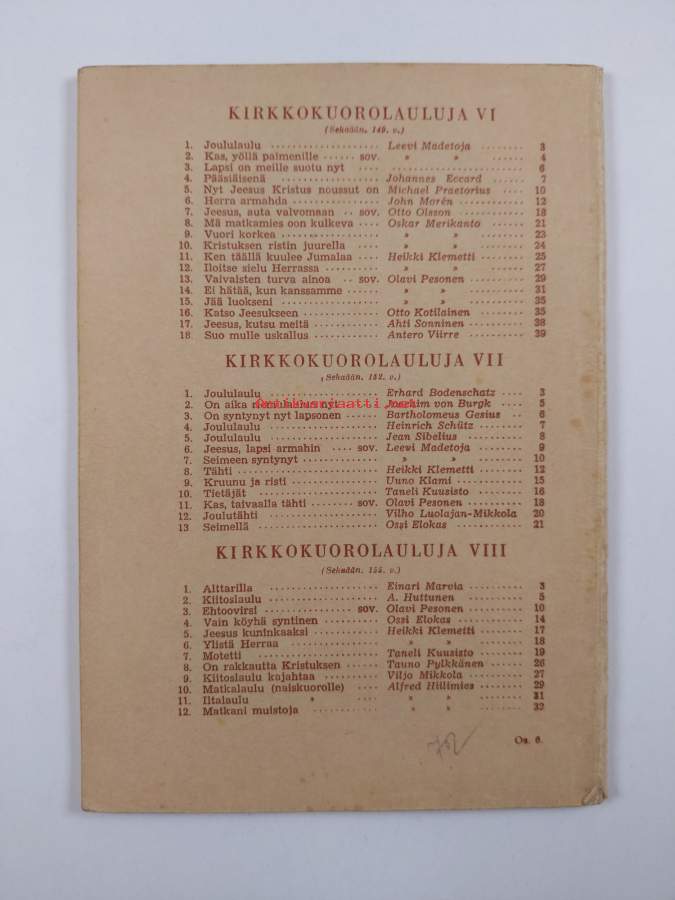 KIRKKOKUOROLAULUJA VI
(Sekaään. 149. v.)
1. Joululaulu Leevi Madetoja 3
2. Kas, yöllä paimenille sov. » » 4
3. Lapsi on meille suotu nyt 6
4. Pääsiäisenä Johannes Eccard 7
5. Nyt Jeesus Kristus noussut on Michael Praetorius 10
6. Herra armahda John Morén 12
7. Jeesus, auta valvomaan sov. Otto Olsson 18
8. Mä matkamies oon kulkeva Oskar Merikanto 21
9. Vuori korkea » » 23
10. Kristuksen ristin juurella » » 24
11. Ken täällä kuulee Jumalaa Heikki Klemetti 25
12. Iloitse sielu Herrassa » » 27
13. Vaivaisten turva ainoa sov. Olavi Pesonen 29
14. Ei hätää, kun kanssamme » » 31
15. Jää luokseni » » 35
16. Katso Jeesukseen Otto Kotilainen 35
17. Jeesus, kutsu meitä Ahti Sonninen 38
18. Suo mulle uskallus Antero Viirre 39
KIRKKOKUOROLAULUJA VII
(Sekaään. 152. v.)
1. Joululaulu Erhard Bodenschatz 3
2. On aika nyt Joachim von Burgk 5
3. On syntynyt nyt lapsonen Bartholomeus Gesius 6
4. Joululaulu Heinrich Schütz 7
5. Joululaulu Jean Sibelius 8
6. Jeesus, lapsi armahin sov. Leevi Madetoja 9
7. Seimeen syntynyt » » 10
8. Tähti Heikki Klemetti 12
9. Kruunu ja risti Uuno Klami 15
10. Tietäjät Taneli Kuusisto 16
11. Kas, taivaalla tähti sov. Olavi Pesonen 18
12. Joulutähti Vilho Luolajan-Mikkola 20
13 Seimellä Ossi Elokas 21
KIRKKOKUOROLAULUJA VIII
(Sekaään. 155. v.)
1. Alttarilla Einari Marvia 3
2. Kiitoslaulu A. Huttunen 5
3. Ehtoovirsi sov. Olavi Pesonen 10
4. Vain köyhä syntinen Ossi Elokas 14
5. Jeesus kuninkaaksi Heikki Klemetti 17
6. Ylistä Herraa » » 18
7. Motetti Taneli Kuusisto 19
8. On rakkautta Kristuksen Tauno Pylkkänen 26
9. Kiitoslaulu kajahtaa Viljo Mikkola 27
10. Matkalaulu (naiskuorolle) Alfred Hiilimies 29
11. Iltalaulu » » » 31
12. Matkani muistoja » » 32
Os. 6.